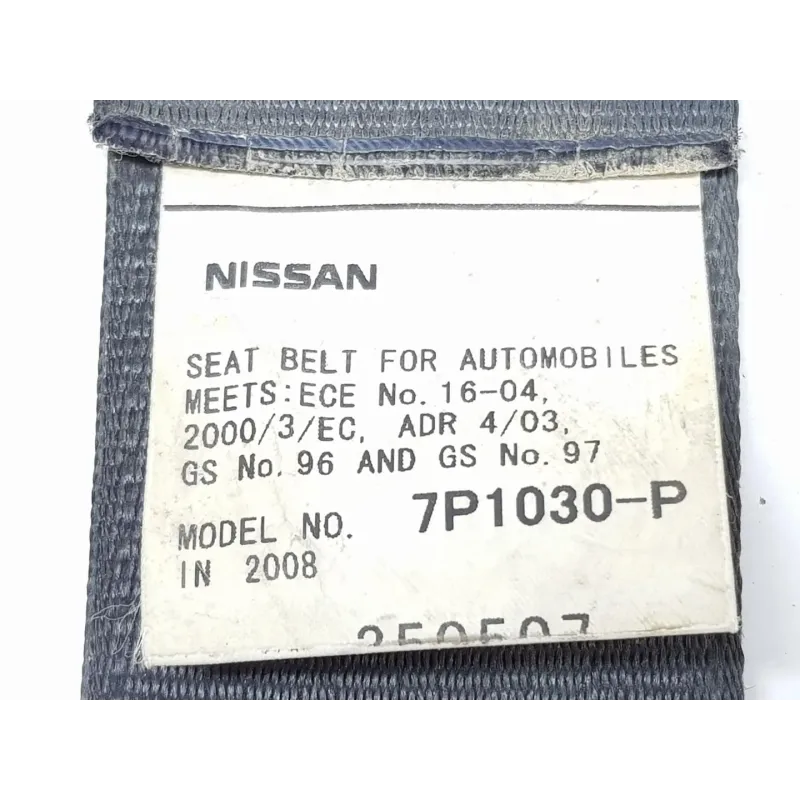 NISSAN
SEAT BELT FOR AUTOMOBILES
MEETS:ECE No. 16-04,
2000/3/EC, ADR 4/03,
GS No. 96 AND GS No. 97
MODEL NO. 7P1030-P
IN 2008